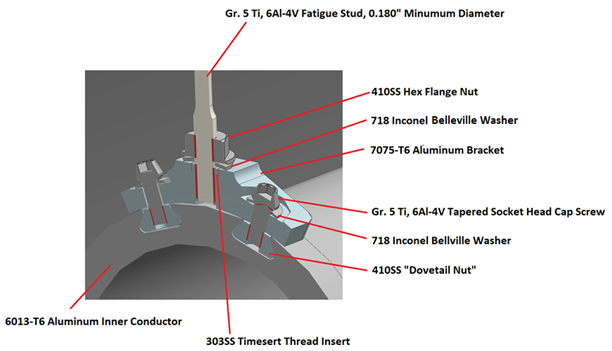 Gr. 5 Ti, 6Al-4V Fatigue Stud, 0.180" Minumum Diameter
410SS Hex Flange Nut
718 Inconel Belleville Washer
7075-T6 Aluminum Bracket
Gr. 5 Ti, 6Al-4V Tapered Socket Head Cap Screw
718 Inconel Bellville Washer
410SS "Dovetail Nut"
6013-T6 Aluminum Inner Conductor
303SS Timesert Thread Insert